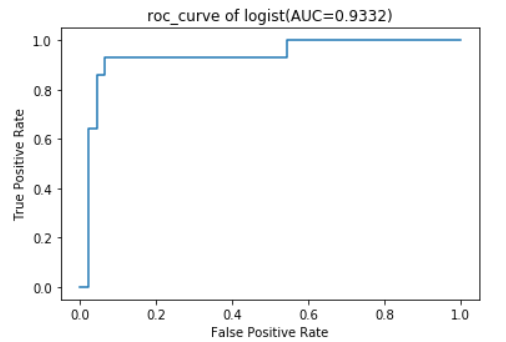 roc_curve of logist(AUC=0.9332)
1.0
0.8
0.6
0.4
0.2
0.0
True Positive Rate
0.0 0.2 0.4 0.6 0.8 1.0
False Positive Rate